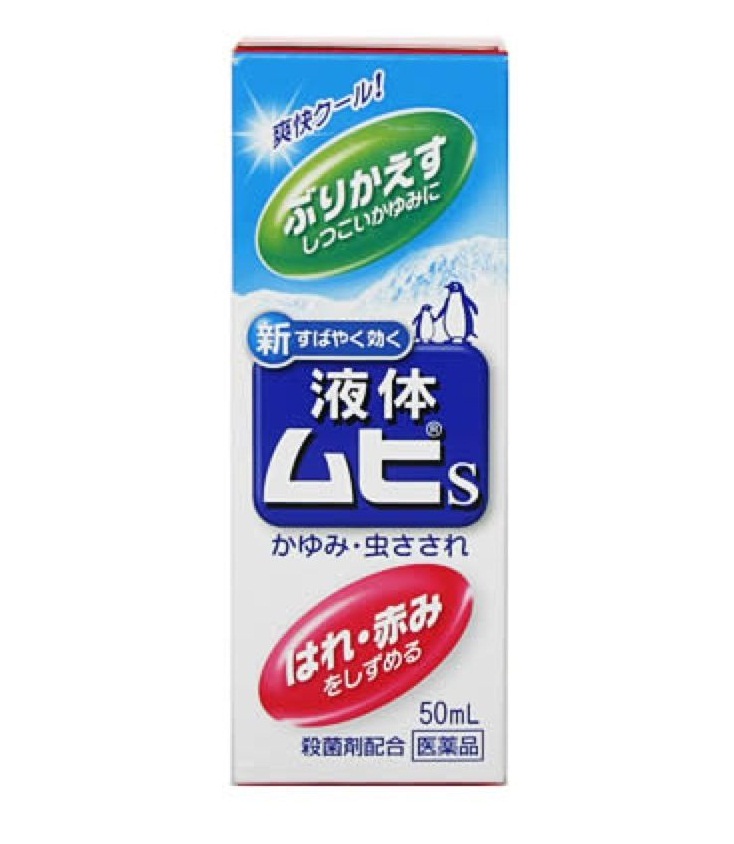 爽快クール!
ぶりかえす
しつこいかゆみに
新 すばやく効く
液体
ムヒ®S
かゆみ・虫さされ
はれ・赤み
をしずめる
50mL
殺菌剤配合 医薬品